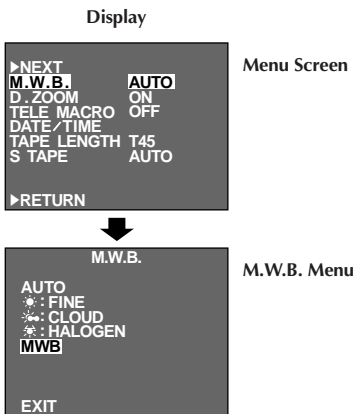 Display
▶NEXT
Menu Screen
M.W.B. AUTO
D.ZOOM ON
TELE MACRO OFF
DATE/TIME
TAPE LENGTH T45
S TAPE AUTO
▶RETURN
M.W.B.
M.W.B. Menu
AUTO
: FINE
: CLOUD
: HALOGEN
MWB
EXIT